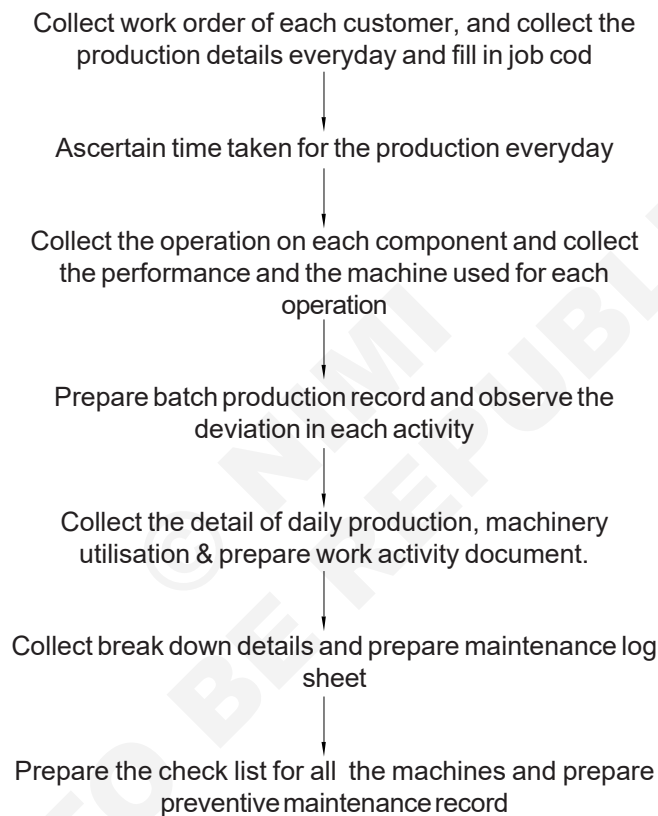 Collect work order of each customer, and collect the
production details everyday and fill in job cod
Ascertain time taken for the production everyday
Collect the operation on each component and collect
the performance and the machine used for each
operation
Prepare batch production record and observe the
deviation in each activity
Collect the detail of daily production, machinery
utilisation & prepare work activity document.
Collect break down details and prepare maintenance log
sheet
Prepare the check list for all the machines and prepare
preventive maintenance record
© NIMI
TO BE REPUBL